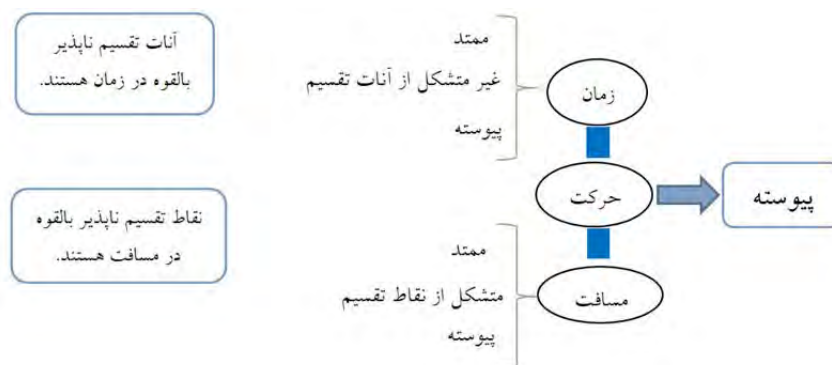 آنات تقسیم ناپذیر
بالقوه در زمان هستند.
ممتد
غیر متشکل از آنات تقسیم
پیوسته
زمان
حرکت
پیوسته
نقاط تقسیم ناپذیر بالقوه
در مسافت هستند.
ممتد
متشکل از نقاط تقسیم
پیوسته
مسافت